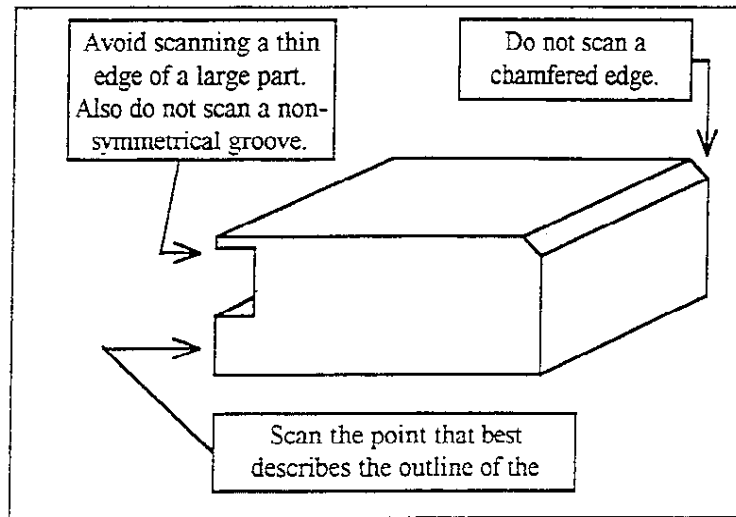 Avoid scanning a thin
edge of a large part.
Also do not scan a non-
symmetrical groove.
Do not scan a
chamfered edge.
Scan the point that best
describes the outline of the